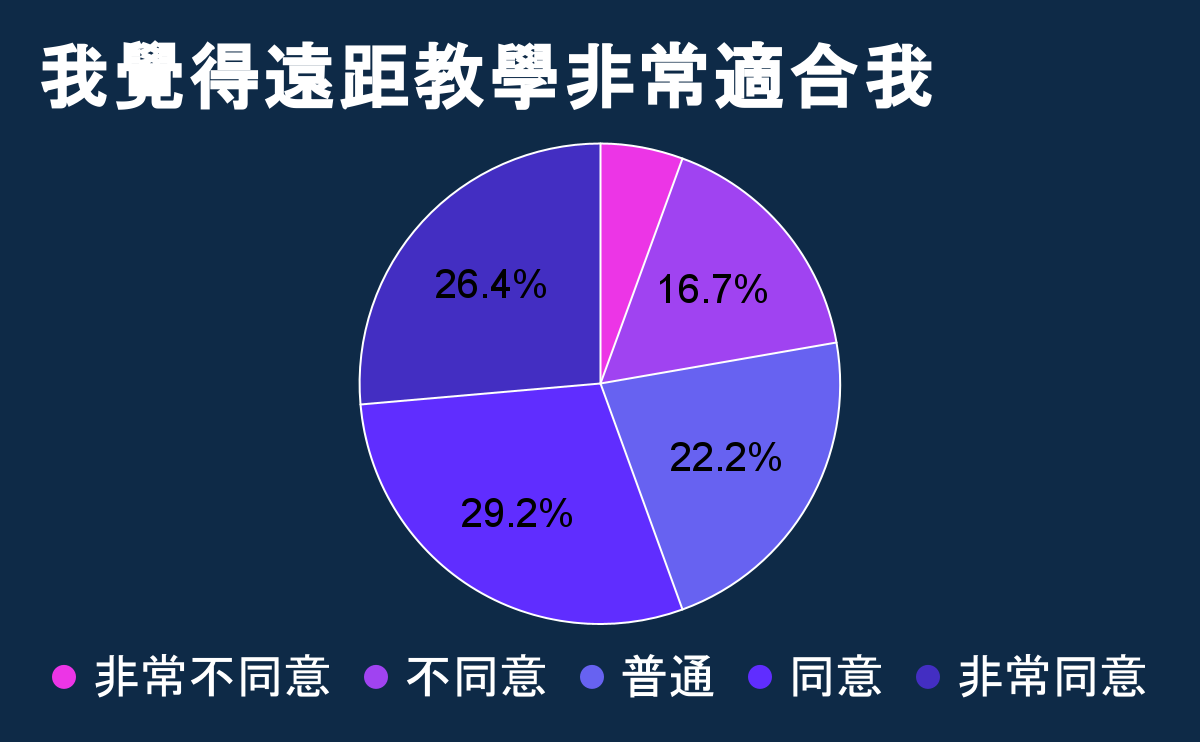 我覺得遠距教學非常適合我
26.4%
16.7%
22.2%
29.2%
非常不同意 不同意 普通 同意 非常同意